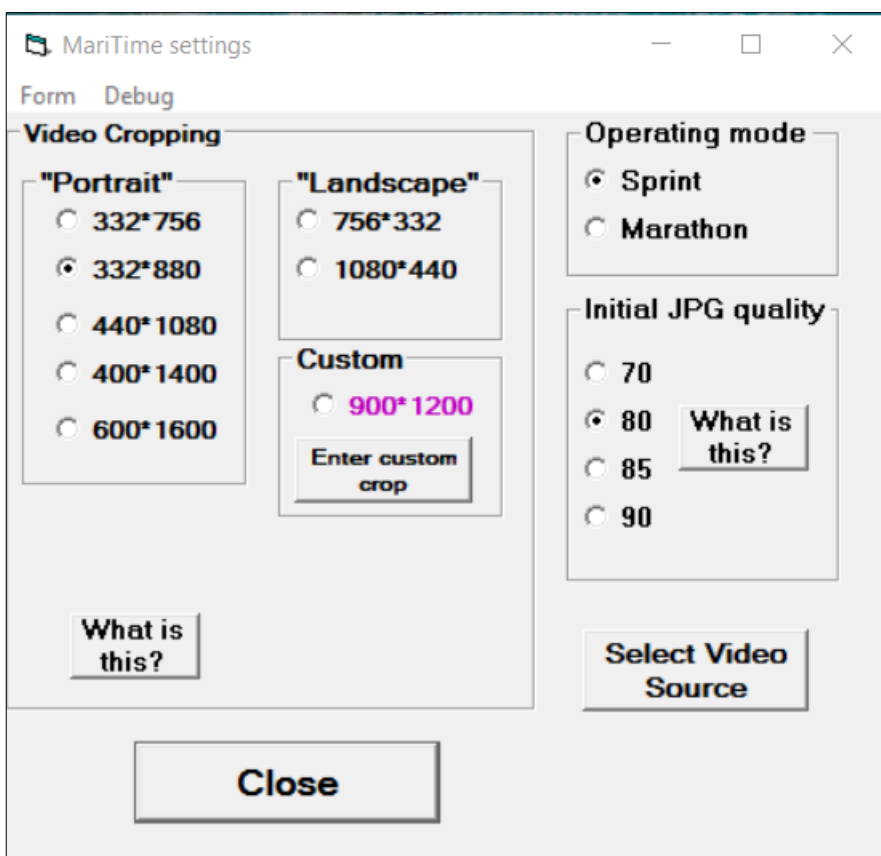 MariTime settings
Form Debug
Video Cropping
"Portrait"
332*756
332*880
440*1080
400*1400
600*1600
"Landscape"
756*332
1080*440
Custom
900*1200
Enter custom
crop
What is
this?
Operating mode
Sprint
Marathon
Initial JPG quality
70
80
85
90
What is
this?
Select Video
Source
Close